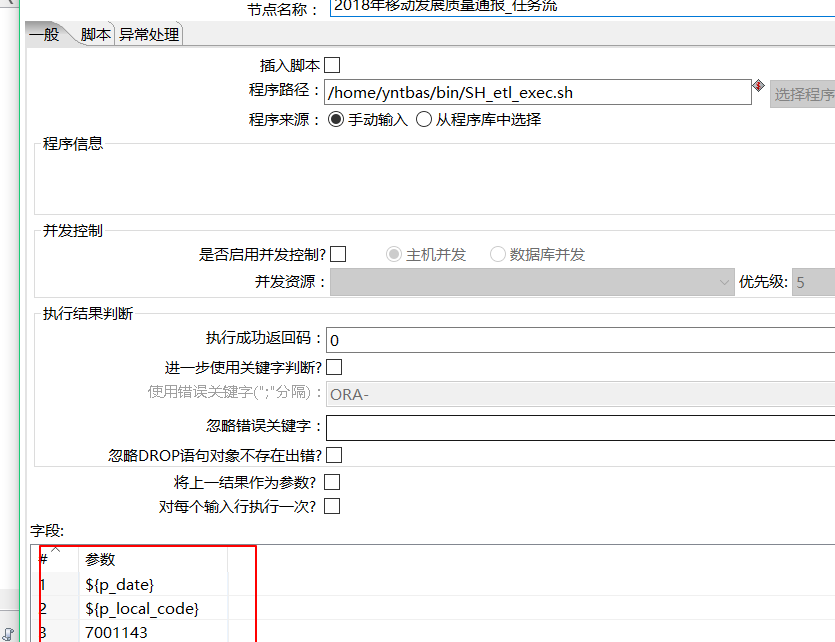 节点名称： 2018年移动发展质量通报_任务流
一般 脚本 异常处理
插入脚本
程序路径： /home/yntbas/bin/SH_etl_exec.sh 选择程序
程序来源： 手动输入 从程序库中选择
程序信息
并发控制
是否启用并发控制? 主机并发 数据库并发
并发资源： 优先级: 5
执行结果判断
执行成功返回码： 0
进一步使用关键字判断?
使用错误关键字(";"分隔)： ORA-
忽略错误关键字：
忽略DROP语句对象不存在出错?
将上一结果作为参数?
对每个输入行执行一次?
字段:
# 参数
1 ${p_date}
2 ${p_local_code}
3 7001143